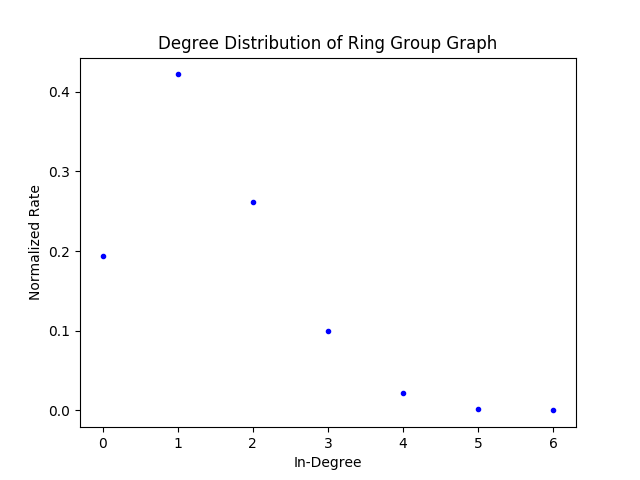 Degree Distribution of Ring Group Graph
Normalized Rate
0.4
0.3
0.2
0.1
0.0
0 1 2 3 4 5 6
In-Degree